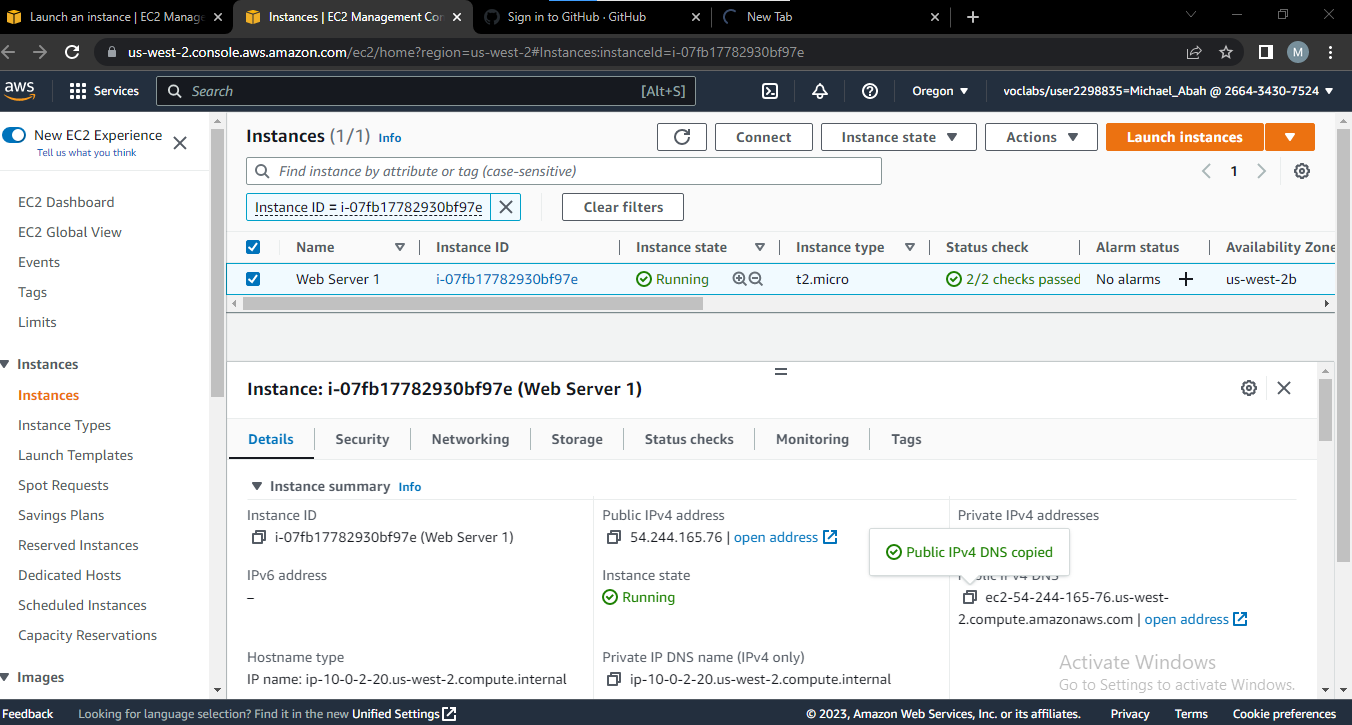 Launch an instance | EC2 Manage
Instances | EC2 Management Con
Sign in to GitHub · GitHub
New Tab
us-west-2.console.aws.amazon.com/ec2/home?region=us-west-2#Instances:instanceId=i-07fb17782930bf97e
M
aws
Services
Search
[Alt+S]
Oregon
voclabs/user2298835=Michael_Abah @ 2664-3430-7524
New EC2 Experience
Tell us what you think
EC2 Dashboard
EC2 Global View
Events
Tags
Limits
Instances
Instances
Instance Types
Launch Templates
Spot Requests
Savings Plans
Reserved Instances
Dedicated Hosts
Scheduled Instances
Capacity Reservations
Images
Instances (1/1) Info
Connect
Instance state
Actions
Launch instances
Find instance by attribute or tag (case-sensitive)
1
Instance ID = i-07fb17782930bf97e
Clear filters
Name
Instance ID
Instance state
Instance type
Status check
Alarm status
Availability Zone
Web Server 1
i-07fb17782930bf97e
Running
t2.micro
2/2 checks passed
No alarms
us-west-2b
Instance: i-07fb17782930bf97e (Web Server 1)
Details
Security
Networking
Storage
Status checks
Monitoring
Tags
Instance summary Info
Instance ID
i-07fb17782930bf97e (Web Server 1)
Public IPv4 address
54.244.165.76 | open address
Private IPv4 addresses
Public IPv4 DNS copied
IPv6 address
–
Instance state
Running
Public IPv4 DNS
ec2-54-244-165-76.us-west-
2.compute.amazonaws.com | open address
Hostname type
IP name: ip-10-0-2-20.us-west-2.compute.internal
Private IP DNS name (IPv4 only)
ip-10-0-2-20.us-west-2.compute.internal
Activate Windows
Go to Settings to activate Windows.
Feedback
Looking for language selection? Find it in the new Unified Settings
© 2023, Amazon Web Services, Inc. or its affiliates.
Privacy
Terms
Cookie preferences